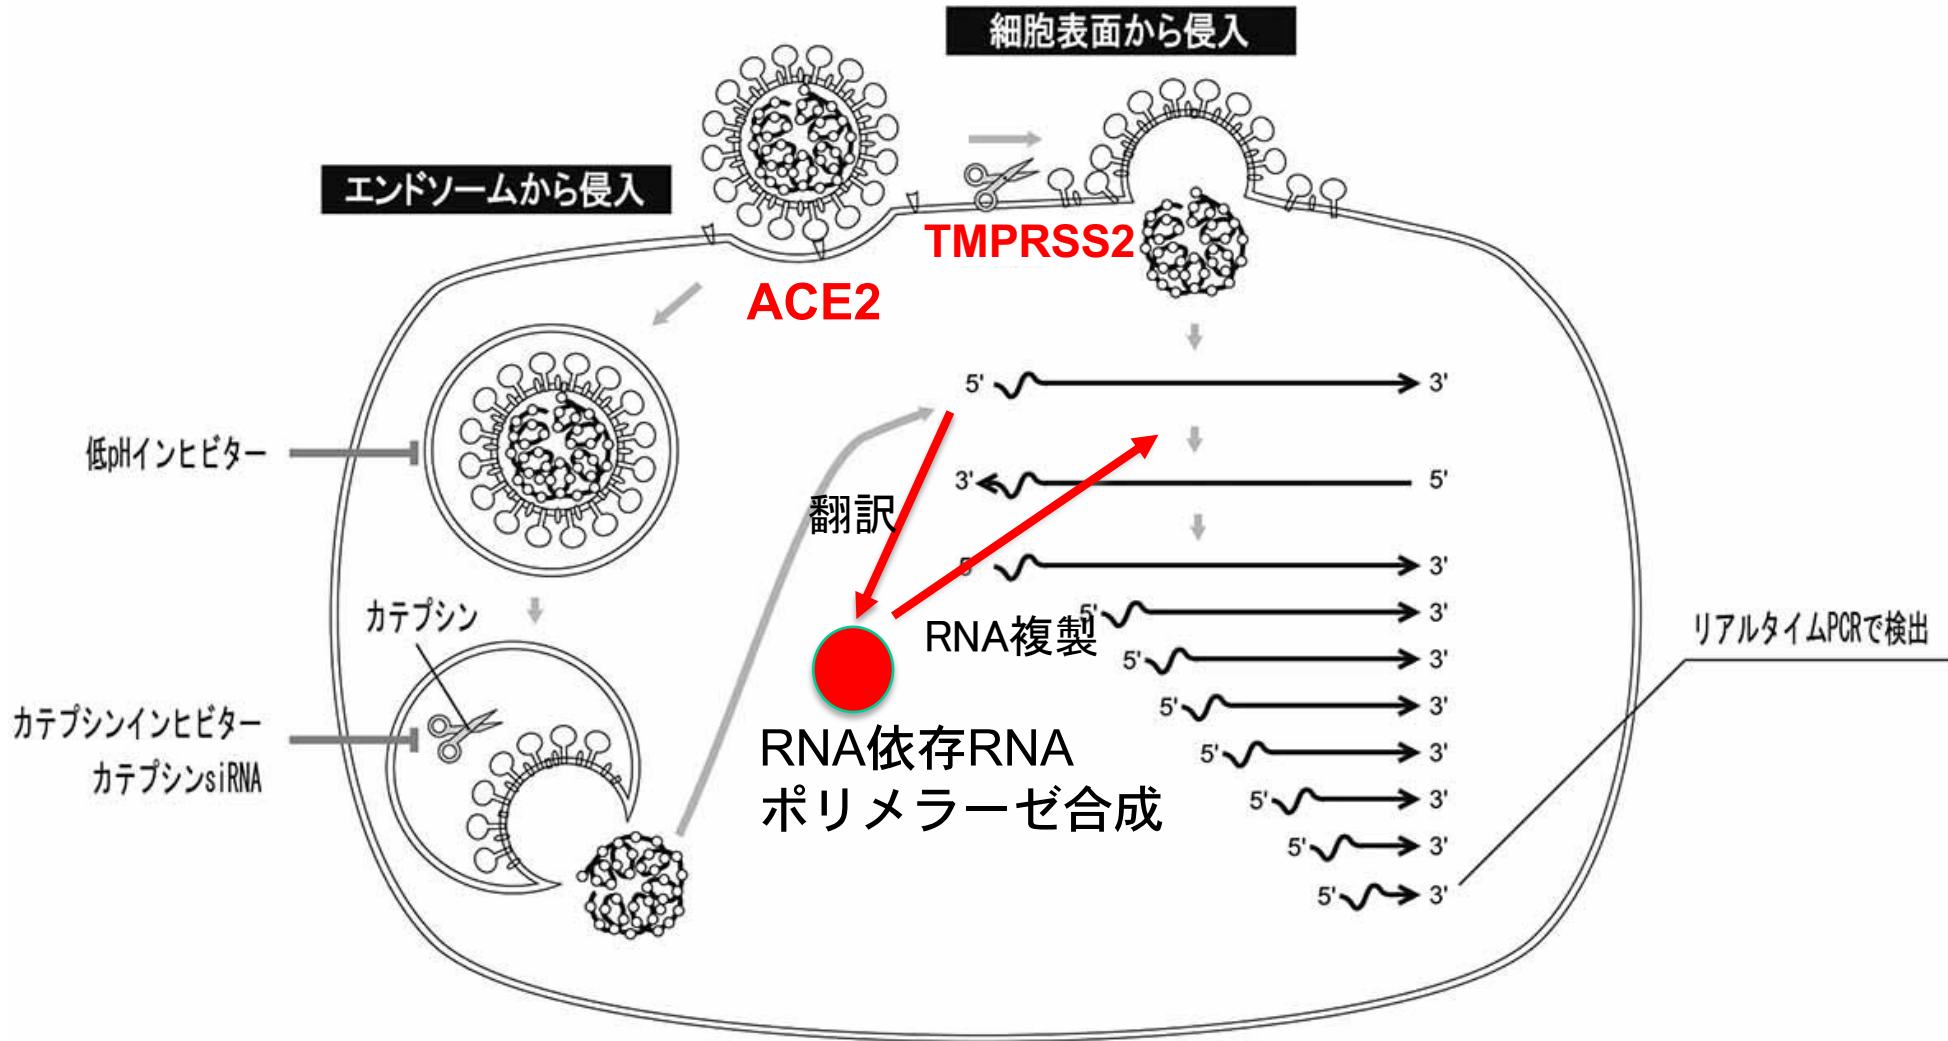 細胞表面から侵入
エンドソームから侵入
TMPRSS2
ACE2
5' 3'
低pHインヒビター
3' 5'
翻訳
5' 3'
カテプシン
5' 3'
RNA複製
リアルタイムPCRで検出
5' 3'
5' 3'
カテプシンインヒビター
カテプシンsiRNA
RNA依存RNA
ポリメラーゼ合成
5' 3'
5' 3'
5' 3'
5' 3'